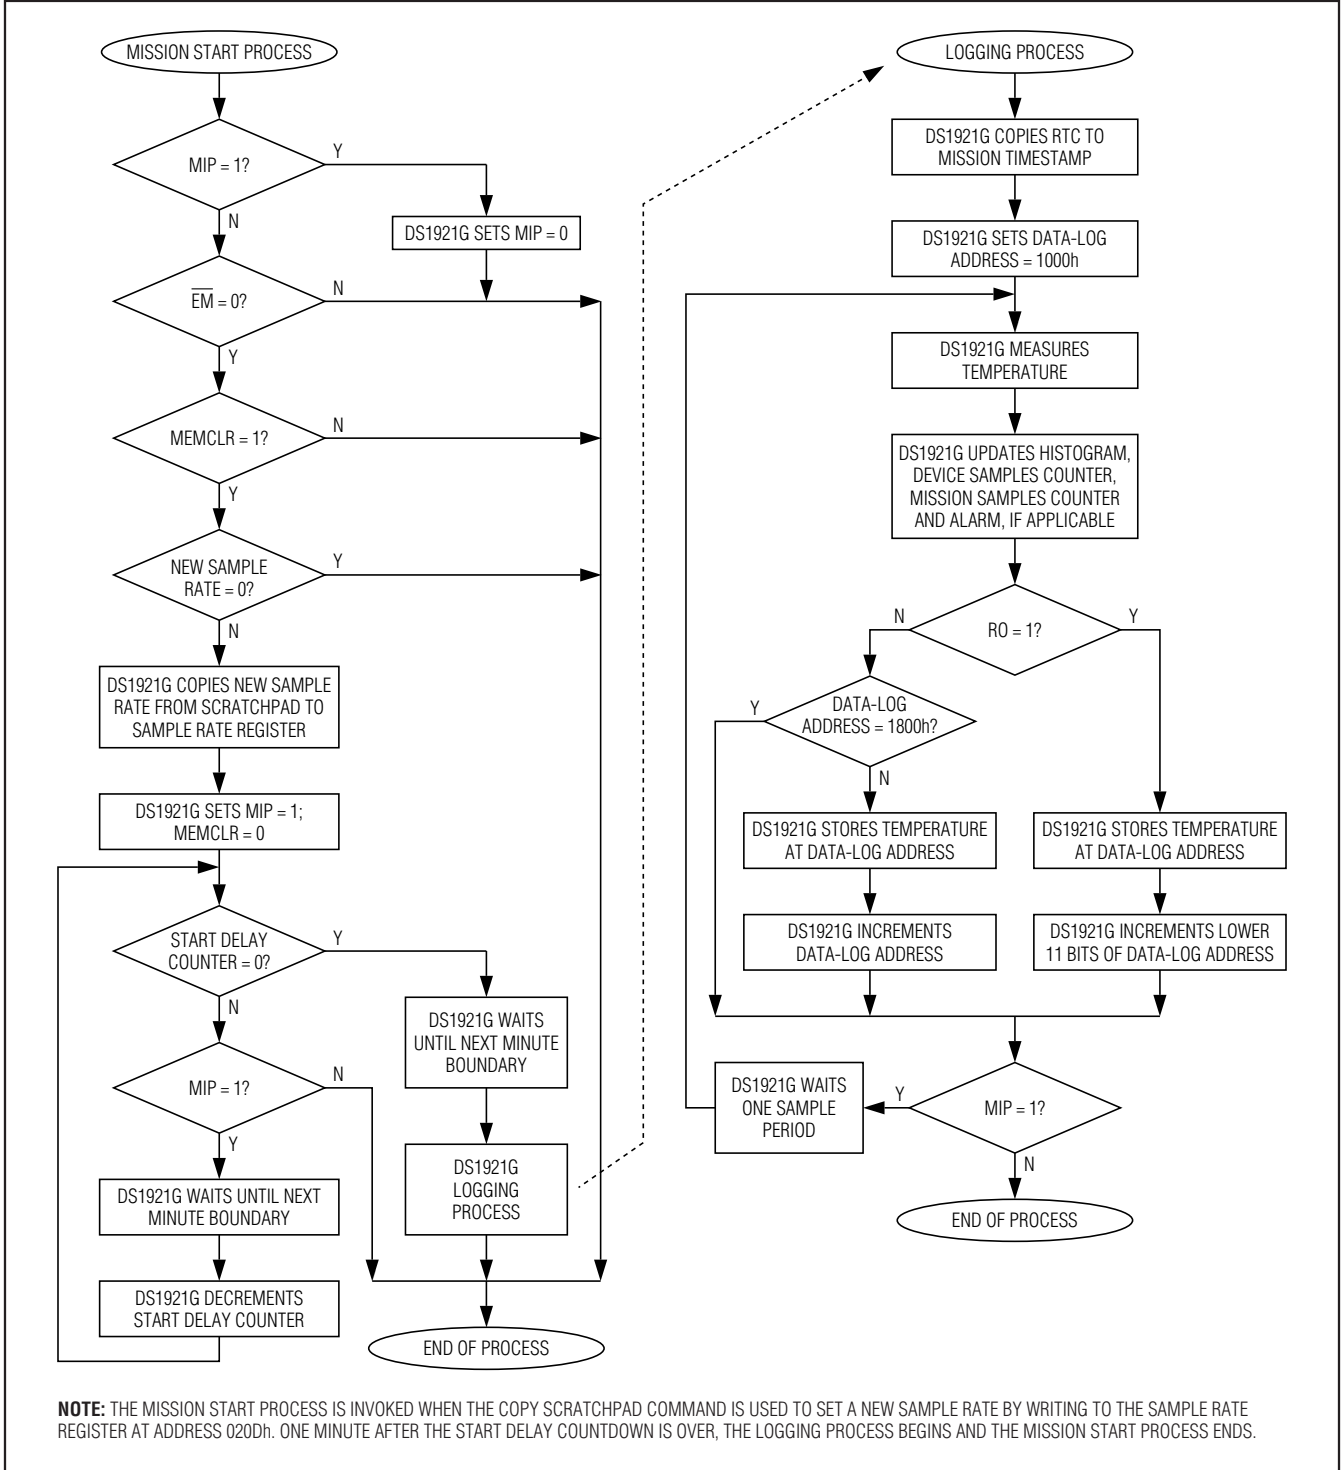 MISSION START PROCESS
MIP = 1?
Y
N
DS1921G SETS MIP = 0
EM = 0?
N
Y
MEMCLR = 1?
N
Y
NEW SAMPLE
RATE = 0?
Y
N
DS1921G COPIES NEW SAMPLE
RATE FROM SCRATCHPAD TO
SAMPLE RATE REGISTER
DS1921G SETS MIP = 1;
MEMCLR = 0
START DELAY
COUNTER = 0?
Y
N
MIP = 1?
N
Y
DS1921G WAITS UNTIL NEXT
MINUTE BOUNDARY
DS1921G DECREMENTS
START DELAY COUNTER
DS1921G WAITS
UNTIL NEXT MINUTE
BOUNDARY
DS1921G
LOGGING
PROCESS
END OF PROCESS
LOGGING PROCESS
DS1921G COPIES RTC TO
MISSION TIMESTAMP
DS1921G SETS DATA-LOG
ADDRESS = 1000h
DS1921G MEASURES
TEMPERATURE
DS1921G UPDATES HISTOGRAM,
DEVICE SAMPLES COUNTER,
MISSION SAMPLES COUNTER
AND ALARM, IF APPLICABLE
RO = 1?
N
Y
DATA-LOG
ADDRESS = 1800h?
Y
N
DS1921G STORES TEMPERATURE
AT DATA-LOG ADDRESS
DS1921G INCREMENTS
DATA-LOG ADDRESS
DS1921G STORES TEMPERATURE
AT DATA-LOG ADDRESS
DS1921G INCREMENTS LOWER
11 BITS OF DATA-LOG ADDRESS
MIP = 1?
Y
N
DS1921G WAITS
ONE SAMPLE
PERIOD
END OF PROCESS
NOTE: THE MISSION START PROCESS IS INVOKED WHEN THE COPY SCRATCHPAD COMMAND IS USED TO SET A NEW SAMPLE RATE BY WRITING TO THE SAMPLE RATE
REGISTER AT ADDRESS 020Dh. ONE MINUTE AFTER THE START DELAY COUNTDOWN IS OVER, THE LOGGING PROCESS BEGINS AND THE MISSION START PROCESS ENDS.